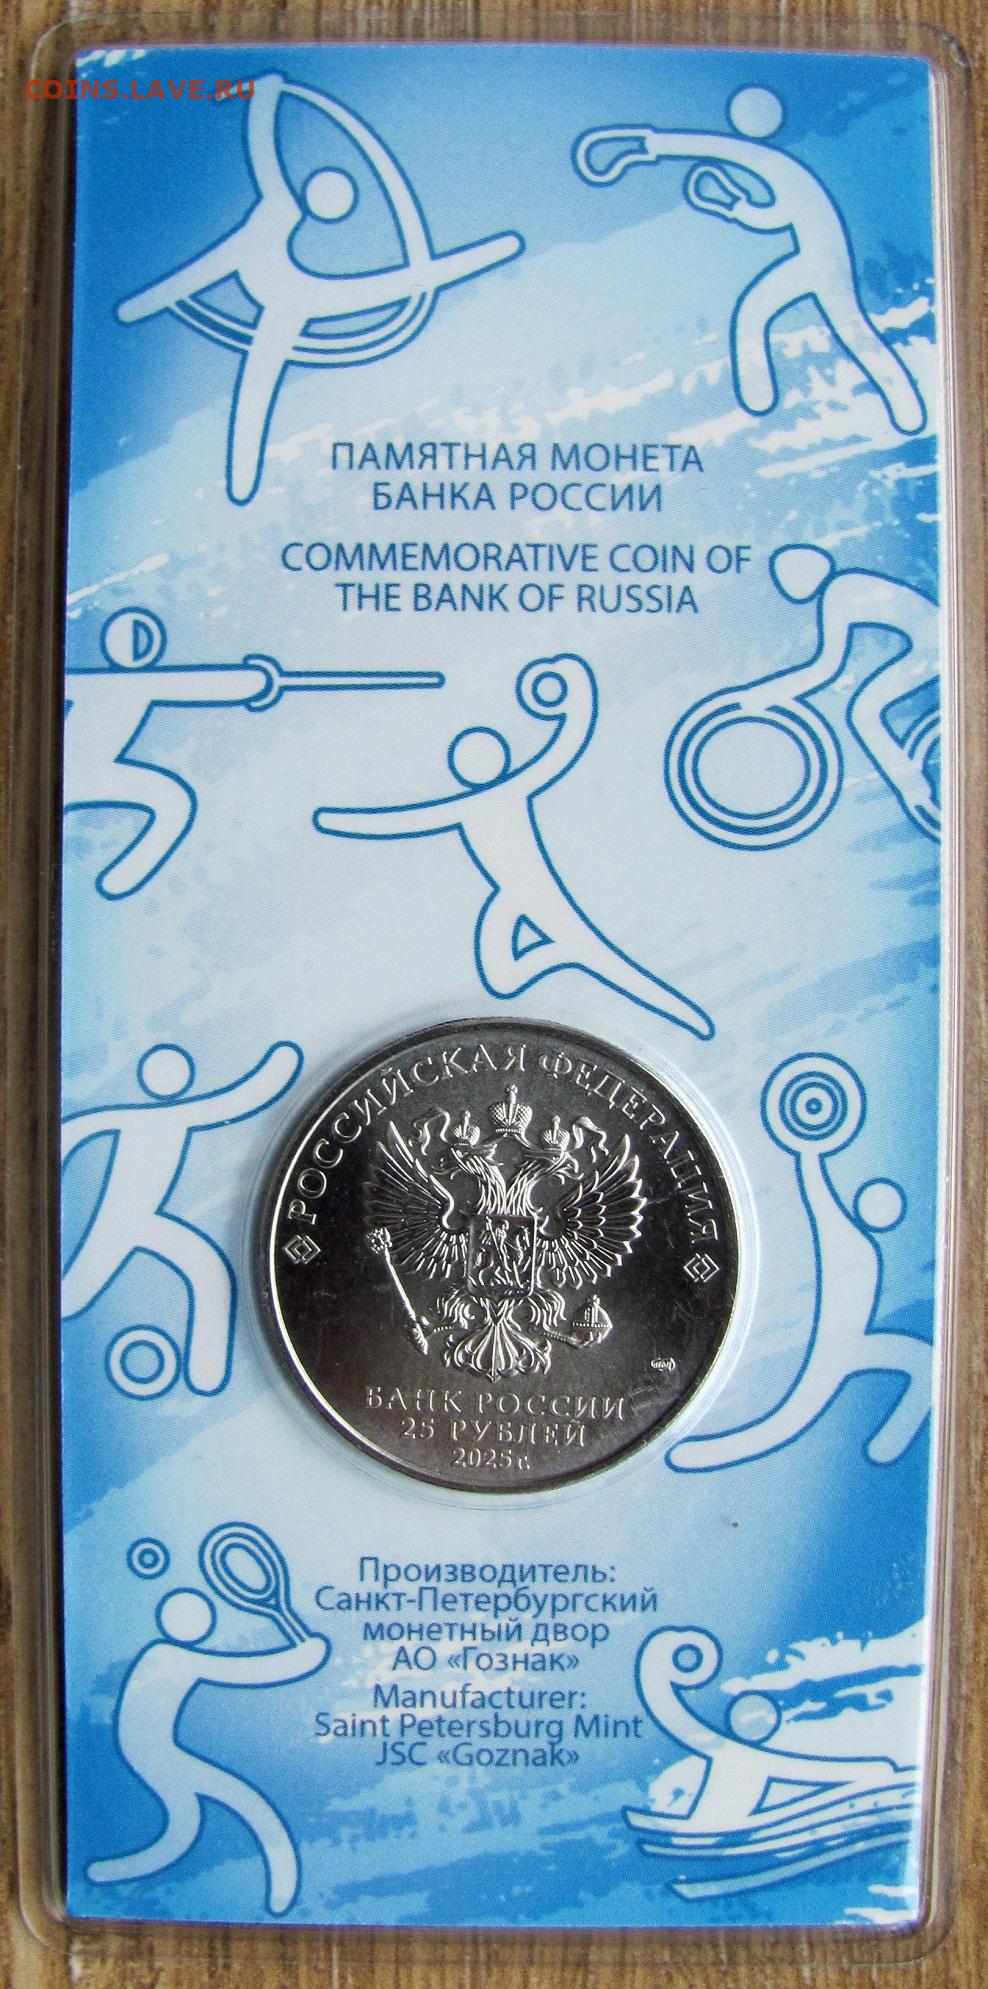 COINS.LAVE.RU
ПАМЯТНАЯ МОНЕТА
БАНКА РОССИИ
COMMEMORATIVE COIN OF
THE BANK OF RUSSIA
РОССИЙСКАЯ ФЕДЕРАЦИЯ
БАНК РОССИИ
25 РУБЛЕЙ
2025 г.
Производитель:
Санкт-Петербургский
монетный двор
АО «Гознак»
Manufacturer:
Saint Petersburg Mint
JSC «Goznak»